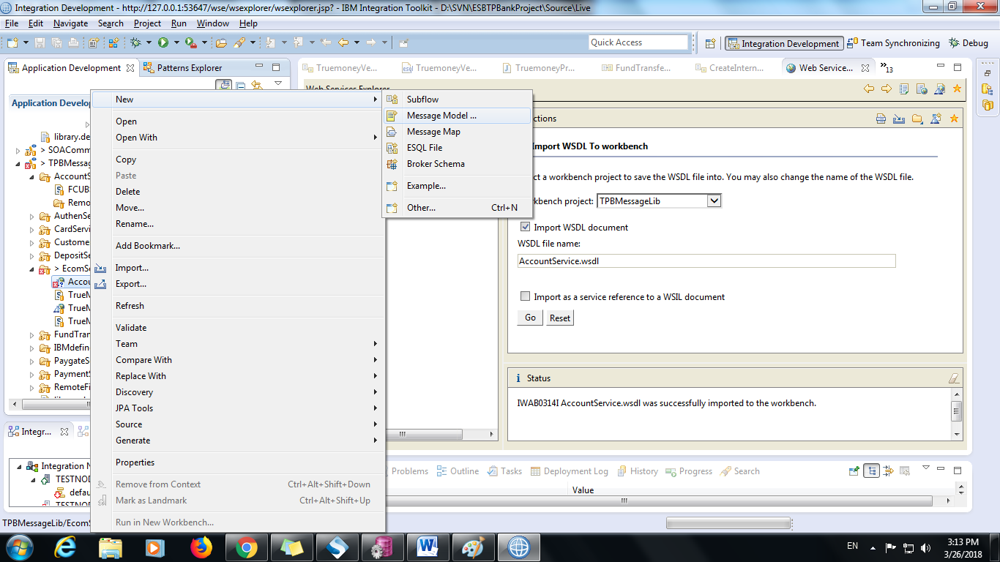 Integration Development - http://127.0.0.1:53647/wse/wsexplorer/wsexplorer.jsp? - IBM Integration Toolkit - D:\SVN\ESBTPBankProject\Source\Live
File Edit Navigate Search Project Run Window Help
Quick Access
Integration Development
Team Synchronizing
Debug
Application Development
Patterns Explorer
TruemoneyVe...
TruemoneyVe...
TruemoneyPr...
FundTransfe...
CreateIntern...
Web Service...
»13
Web Services Explorer
Application Develop
library.de
> SOAComm
> TPBMessag
AccountS
FCUBS
Remo
AuthenSe
CardServi
Custome
DepositSe
> EcomSe
Accou
TrueM
TrueM
TrueM
FundTran
IBMdefin
PaygateS
PaymentS
RemoteFi
New
Open
Open With
Copy
Paste
Delete
Move...
Rename...
Add Bookmark...
Import...
Export...
Refresh
Validate
Team
Compare With
Replace With
Discovery
JPA Tools
Source
Generate
Properties
Remove from Context Ctrl+Alt+Shift+Down
Mark as Landmark Ctrl+Alt+Shift+Up
Run in New Workbench...
Subflow
Message Model ...
Message Map
ESQL File
Broker Schema
Example...
Other... Ctrl+N
ctions
Import WSDL To workbench
ct a workbench project to save the WSDL file into. You may also change the name of the WSDL file.
kbench project: TPBMessageLib
Import WSDL document
WSDL file name:
AccountService.wsdl
Import as a service reference to a WSIL document
Go Reset
Status
IWAB0314I AccountService.wsdl was successfully imported to the workbench.
Integr...
Integration N
TESTNOD
defau
TESTNOD
Problems Outline Tasks Deployment Log History Progress Search
Value
TPBMessageLib/EcomS
EN
3:13 PM
3/26/2018